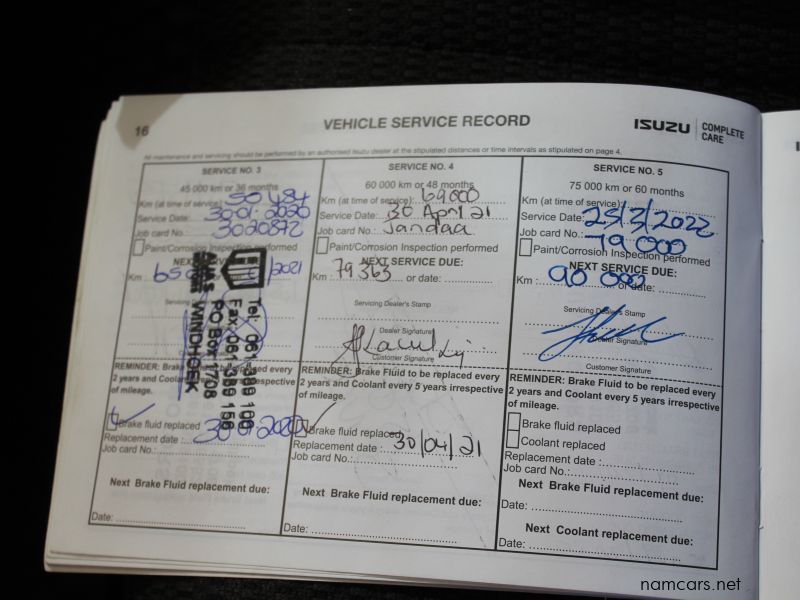 16
VEHICLE SERVICE RECORD
ISUZU COMPLETE CARE
All maintenance and servicing should be performed by an authorised Isuzu dealer at the stipulated distances or time intervals as stipulated on page 4.
SERVICE NO. 3
45 000 km or 36 months
Km (at time of service) 50 484
Service Date: 30.01.2020
Job card no.: 3020872
Paint/Corrosion Inspection performed
NEXT SERVICE DUE:
Km : 2021
Tel: 061
Fax 061
P.O.Box 1708
WINDHOEK
REMINDER: Brake Fluid to be replaced every
2 years and Coolant every 5 years irrespective
of mileage.
Brake fluid replaced 30.01.2020
Replacement date :
Job card No.:
Next Brake Fluid replacement due:
Date:
SERVICE NO. 4
60 000 km or 48 months
Km (at time of service): 69000
Service Date: 30 April 21
Job card no.:
Paint/Corrosion Inspection performed
NEXT SERVICE DUE:
Km : 79 363 or date:
Servicing Dealer's Stamp
Dealer Signature
Customer Signature
REMINDER: Brake Fluid to be replaced every
2 years and Coolant every 5 years irrespective
of mileage.
Brake fluid replaced
Replacement date : 30/04/21
Job card No.:
Next Brake Fluid replacement due:
Date:
SERVICE NO. 5
75 000 km or 60 months
Km (at time of service):
Service Date: 25/3/2022
Job card no.: 79 000
Paint/Corrosion Inspection performed
NEXT SERVICE DUE:
Km : 90 000 or date:
Servicing Dealer's Stamp
Dealer Signature
Customer Signature
REMINDER: Brake Fluid to be replaced every
2 years and Coolant every 5 years irrespective
of mileage.
Brake fluid replaced
Coolant replaced
Replacement date :
Job card No.:
Next Brake Fluid replacement due:
Date:
Next Coolant replacement due:
Date:
namcars.net